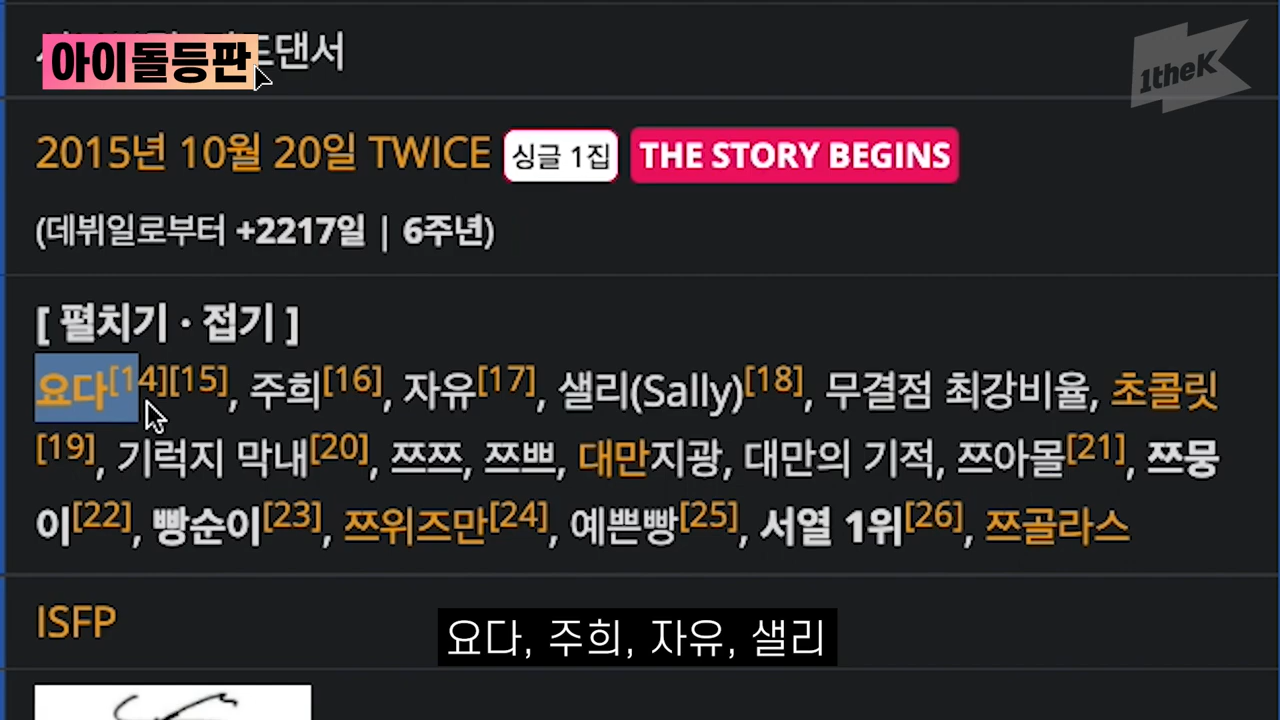 아이돌등판
드댄서
1theK
2015년 10월 20일 TWICE 싱글 1집 THE STORY BEGINS
(데뷔일로부터 +2217일 | 6주년)
[ 펼치기 · 접기 ]
요다[14][15], 주희[16], 자유[17], 샐리(Sally)[18], 무결점 최강비율, 초콜릿
[19], 기럭지 막내[20], 쯔쯔, 쯔쁘, 대만지광, 대만의 기적, 쯔아몰[21], 쯔뭉
이[22], 빵순이[23], 쯔위즈만[24], 예쁜빵[25], 서열 1위[26], 쯔골라스
ISFP
요다, 주희, 자유, 샐리